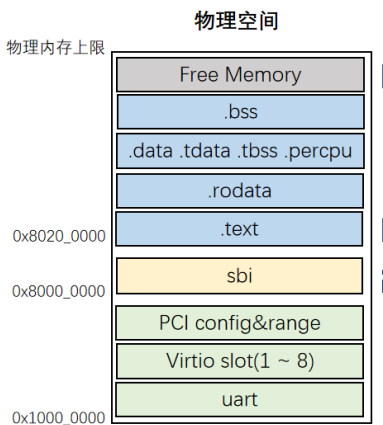 物理空间
物理内存上限
Free Memory
.bss
.data .tdata .tbss .percpu
.rodata
.text
0x8020_0000
sbi
0x8000_0000
PCI config&range
Virtio slot(1 ~ 8)
uart
0x1000_0000